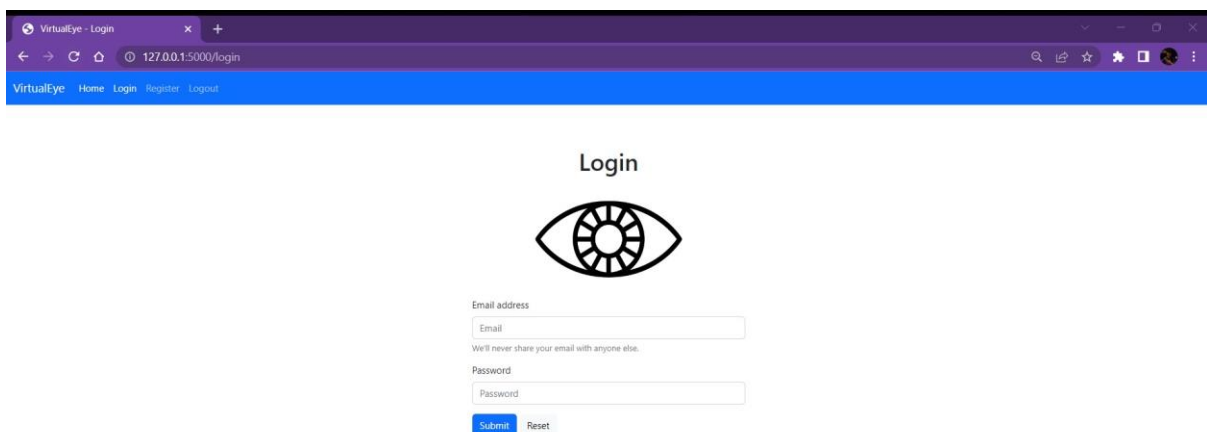 VirtualEye - Login
127.0.0.1:5000/login
VirtualEye Home Login Register Logout
Login
Email address
Email
We'll never share your email with anyone else.
Password
Password
Submit Reset